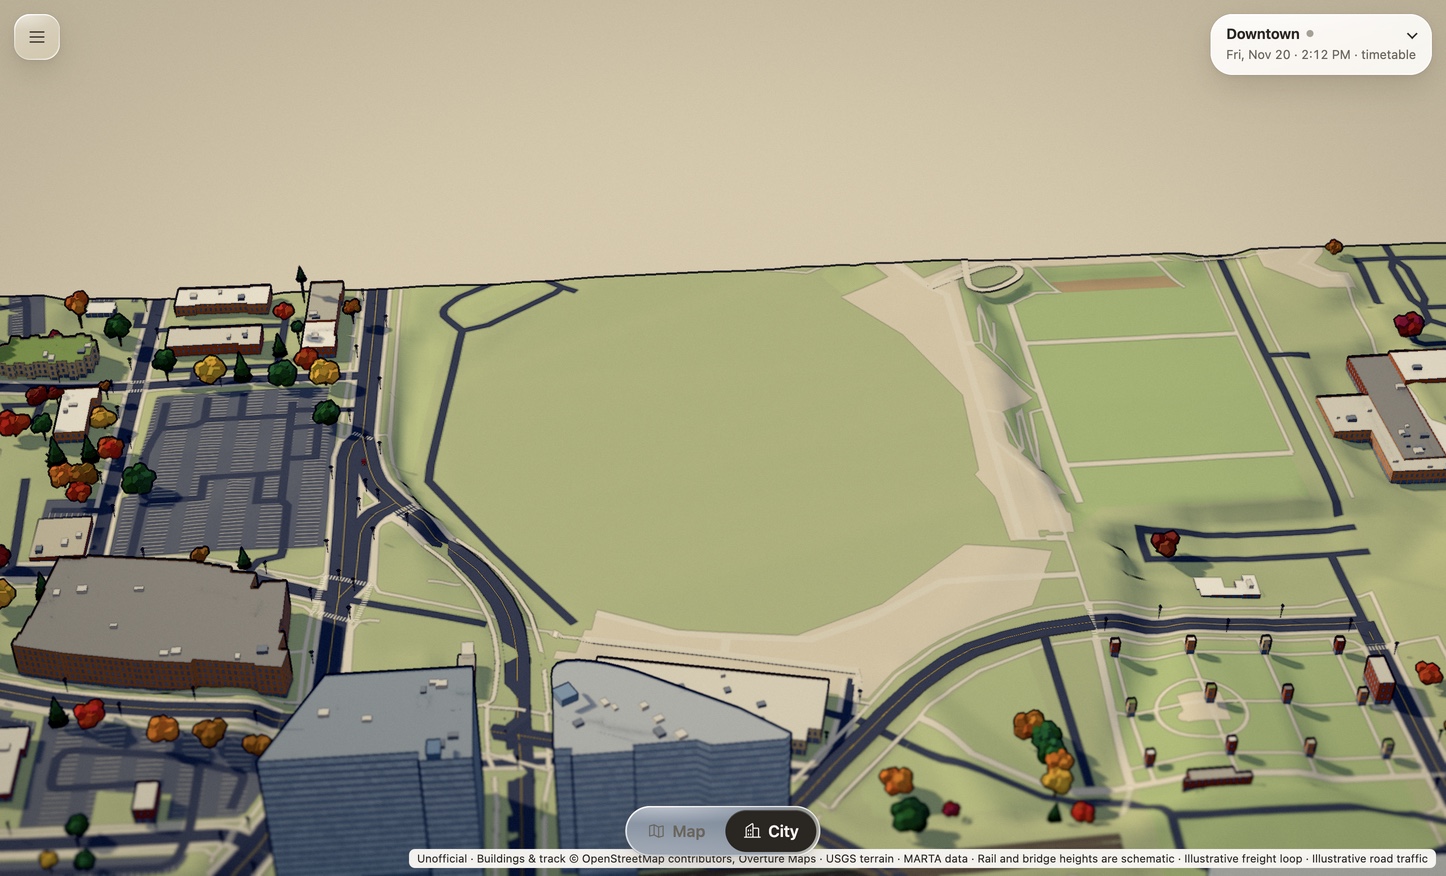 Downtown
Fri, Nov 20 · 2:12 PM · timetable
Map
City
Unofficial · Buildings & track © OpenStreetMap contributors, Overture Maps · USGS terrain · MARTA data · Rail and bridge heights are schematic · Illustrative freight loop · Illustrative road traffic